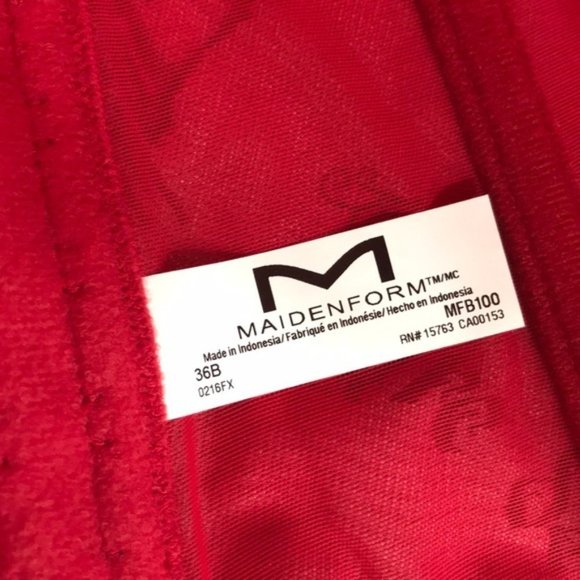 M
MAIDENFORM™/MC
Made in Indonesia/ Fabriqué en Indonésie/ Hecho en Indonesia
36B MFB100
0216FX RN# 15763 CA00153